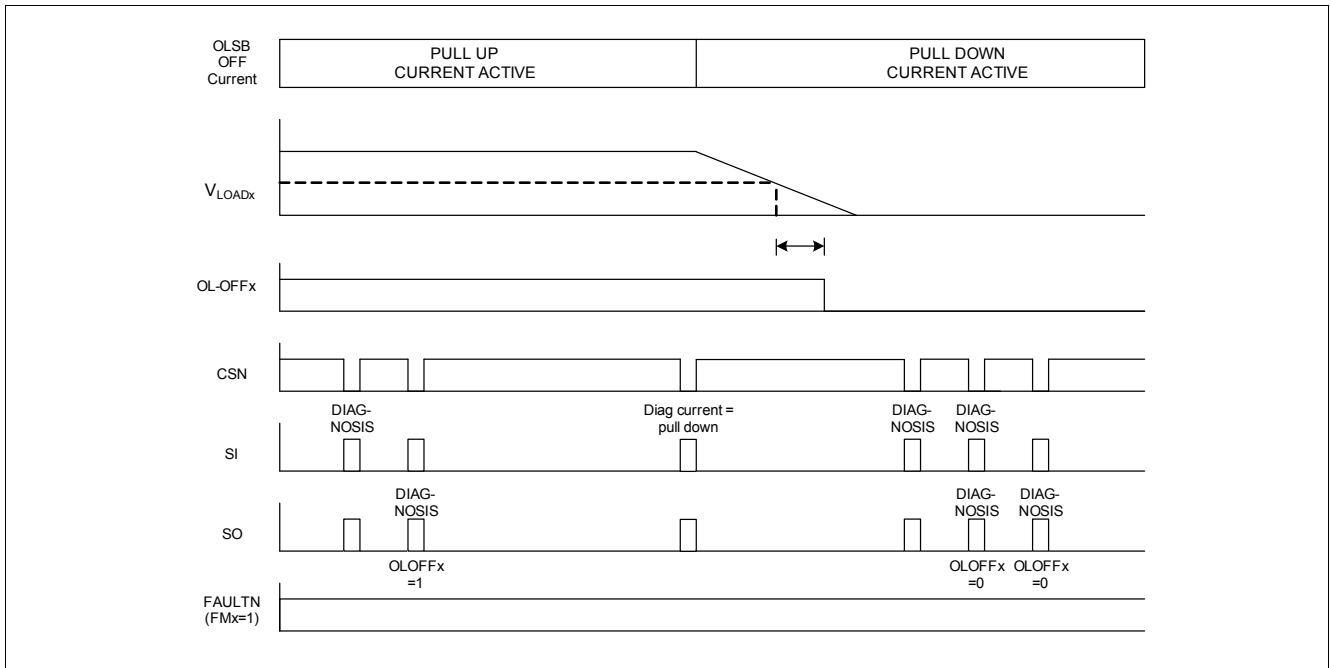 OLSB
OFF
Current
PULL UP
CURRENT ACTIVE
PULL DOWN
CURRENT ACTIVE
VLOADx
OL-OFFx
CSN
DIAG-
NOSIS
Diag current =
pull down
DIAG-
NOSIS
DIAG-
NOSIS
SI
DIAG-
NOSIS
DIAG-
NOSIS
DIAG-
NOSIS
SO
OLOFFx
=1
OLOFFx
=0
OLOFFx
=0
FAULTN
(FMx=1)